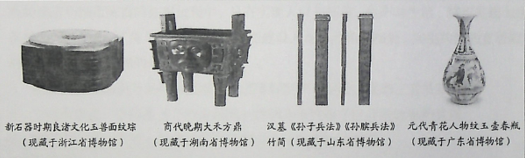 新石器时期良渚文化玉兽面纹琮
(现藏于浙江省博物馆)
商代晚期大禾方鼎
(现藏于湖南省博物馆)
汉墓《孙子兵法》《孙膑兵法》
竹简(现藏于山东省博物馆)
元代青花人物纹玉壶春瓶
(现藏于广东省博物馆)